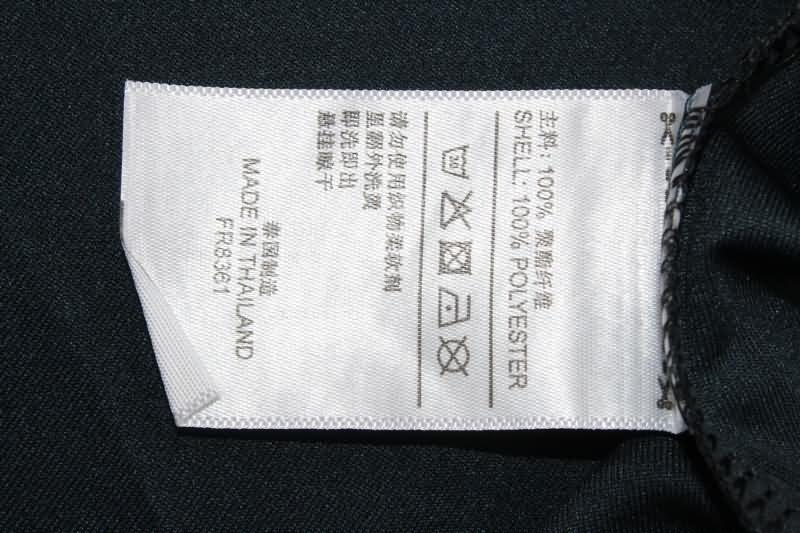 主料: 100% 聚酯纤维
SHELL: 100% POLYESTER
请勿使用织物柔软剂
里翻外洗烫
即洗即出
悬挂晾干
泰国制造
MADE IN THAILAND
FR8361